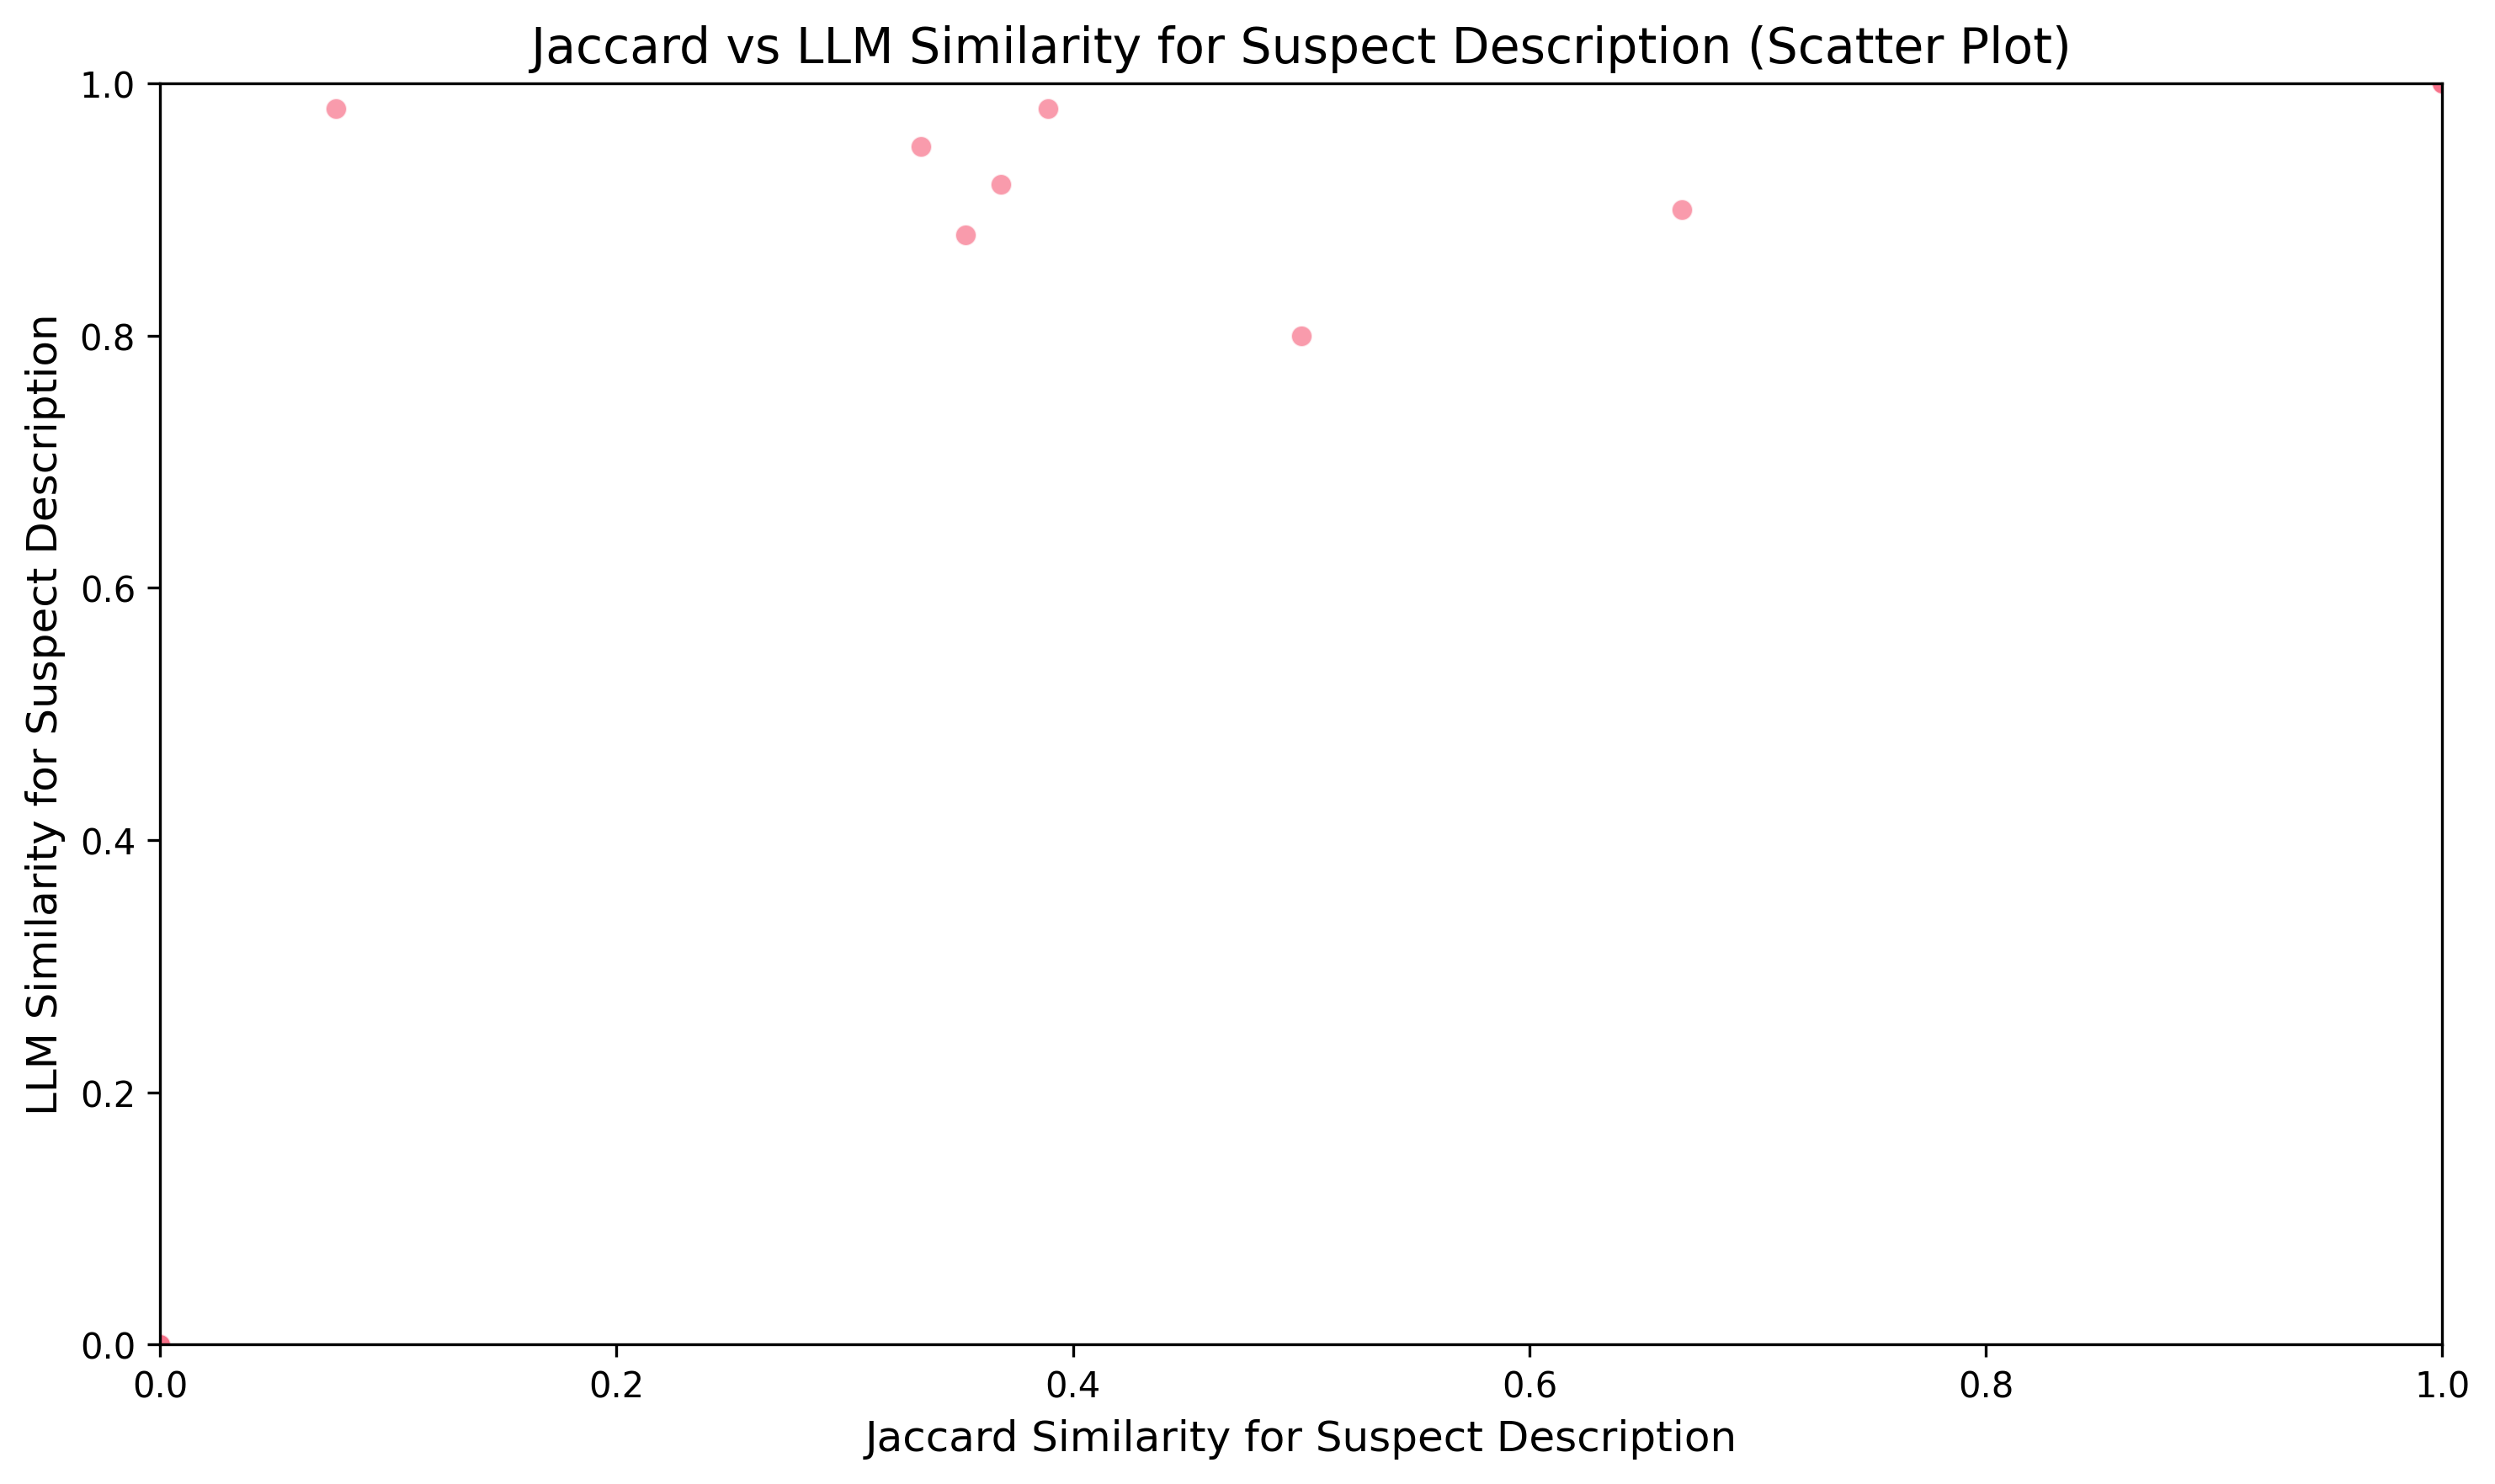 Jaccard vs LLM Similarity for Suspect Description (Scatter Plot)
LLM Similarity for Suspect Description
1.0
0.8
0.6
0.4
0.2
0.0
0.0 0.2 0.4 0.6 0.8 1.0
Jaccard Similarity for Suspect Description